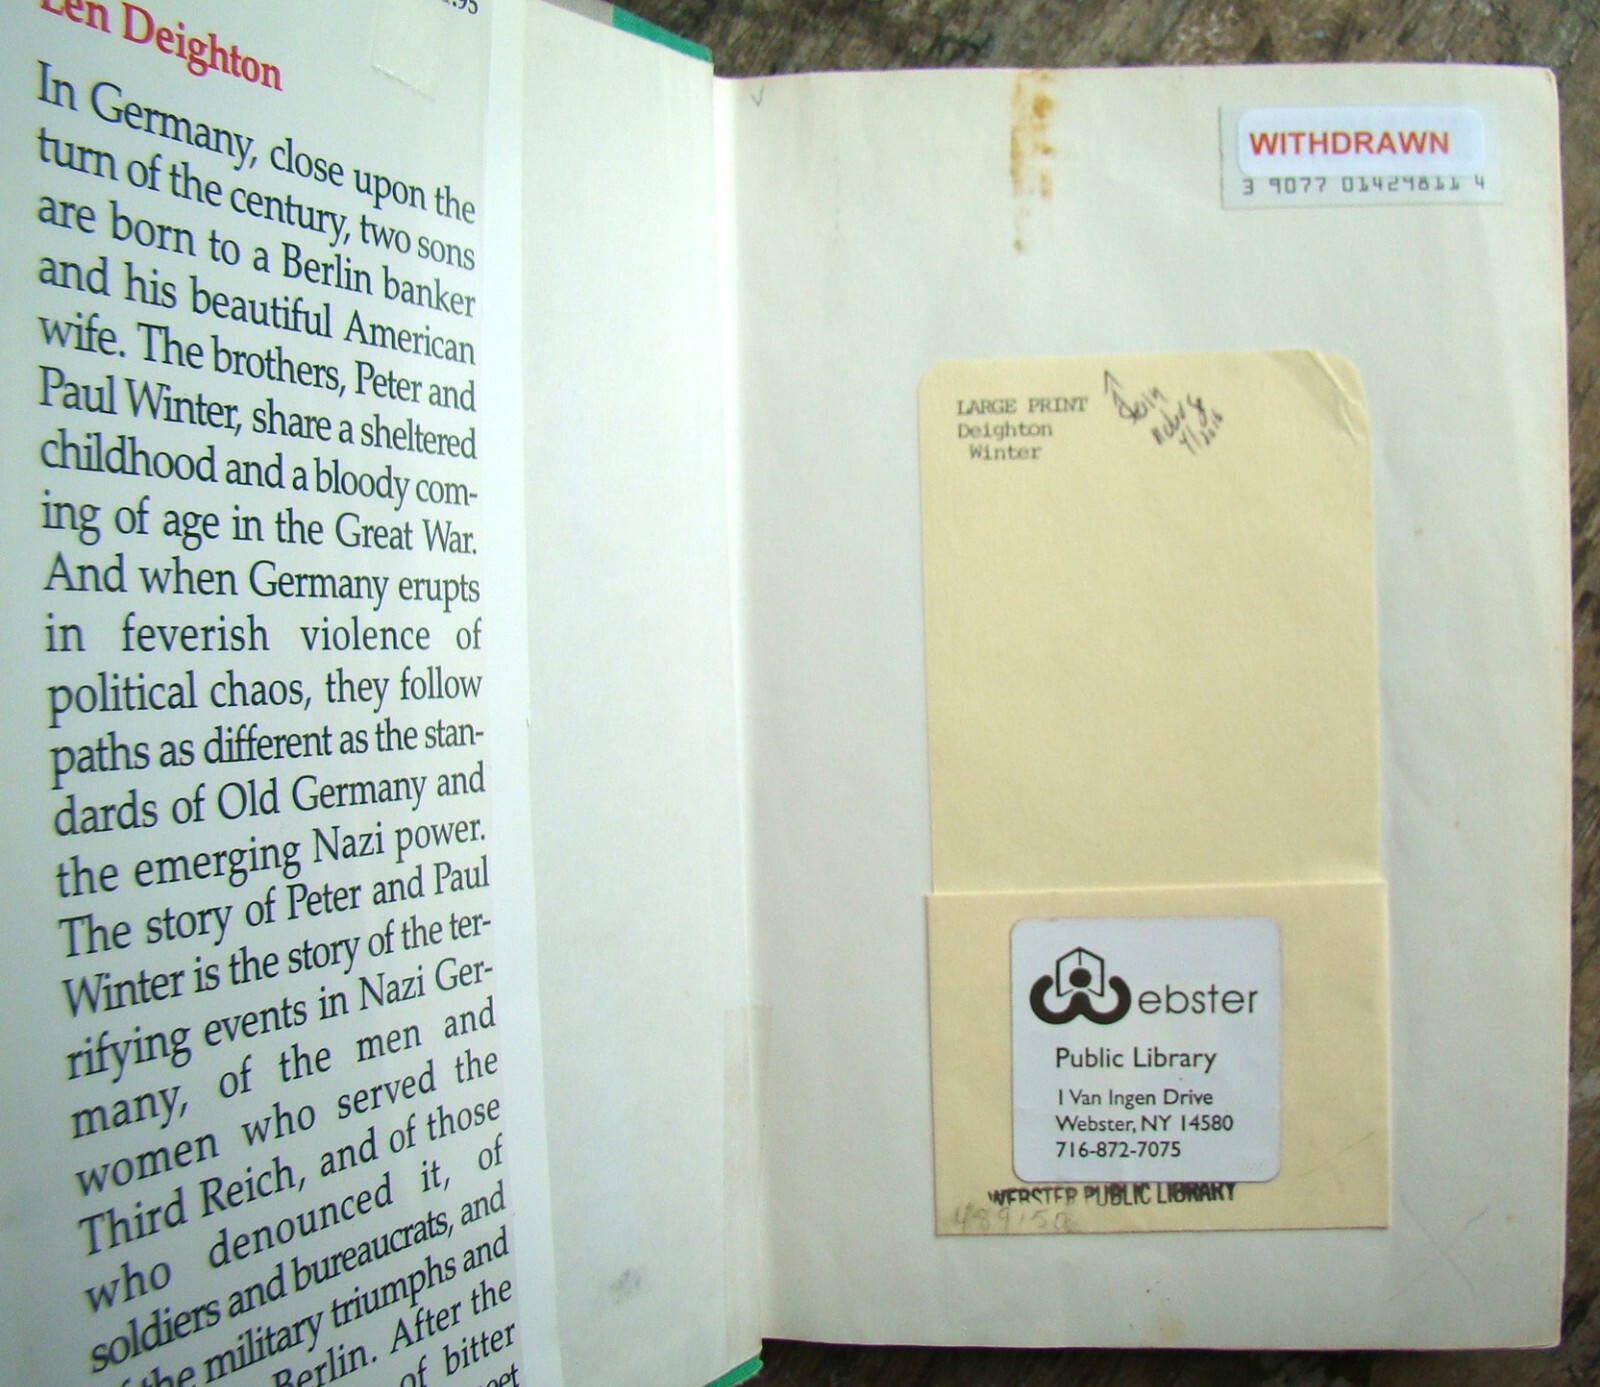 Len Deighton
In Germany, close upon the
turn of the century, two sons
are born to a Berlin banker
and his beautiful American
wife. The brothers, Peter and
Paul Winter, share a sheltered
childhood and a bloody com-
ing of age in the Great War.
And when Germany erupts
in feverish violence of
political chaos, they follow
paths as different as the stan-
dards of Old Germany and
the emerging Nazi power.
The story of Peter and Paul
Winter is the story of the ter-
rifying events in Nazi Ger-
many, of the men and
women who served the
Third Reich, and of those
who denounced it, of
soldiers and bureaucrats, and
the military triumphs and
Berlin. After the
of bitter
WITHDRAWN
3 9077 01429811 4
LARGE PRINT
Deighton
Winter
Webster
Public Library
1 Van Ingen Drive
Webster, NY 14580
716-872-7075
WEBSTER PUBLIC LIBRARY